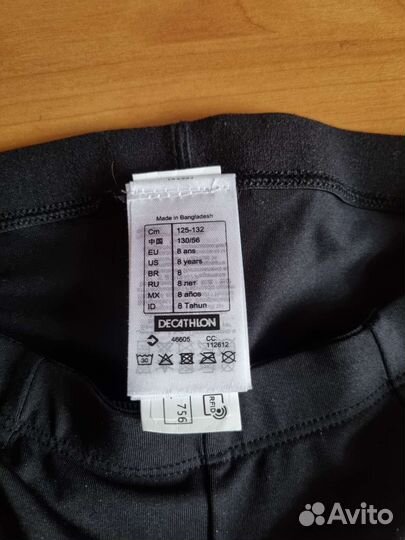 Made in Bangladesh
Cm 125-132
中国 130/56
EU 8 ans
US 8 years
BR 8
RU 8 лет
MX 8 años
ID 8 Tahun
DECATHLON
46605 CC: 112612
30
756
RFID
Avito